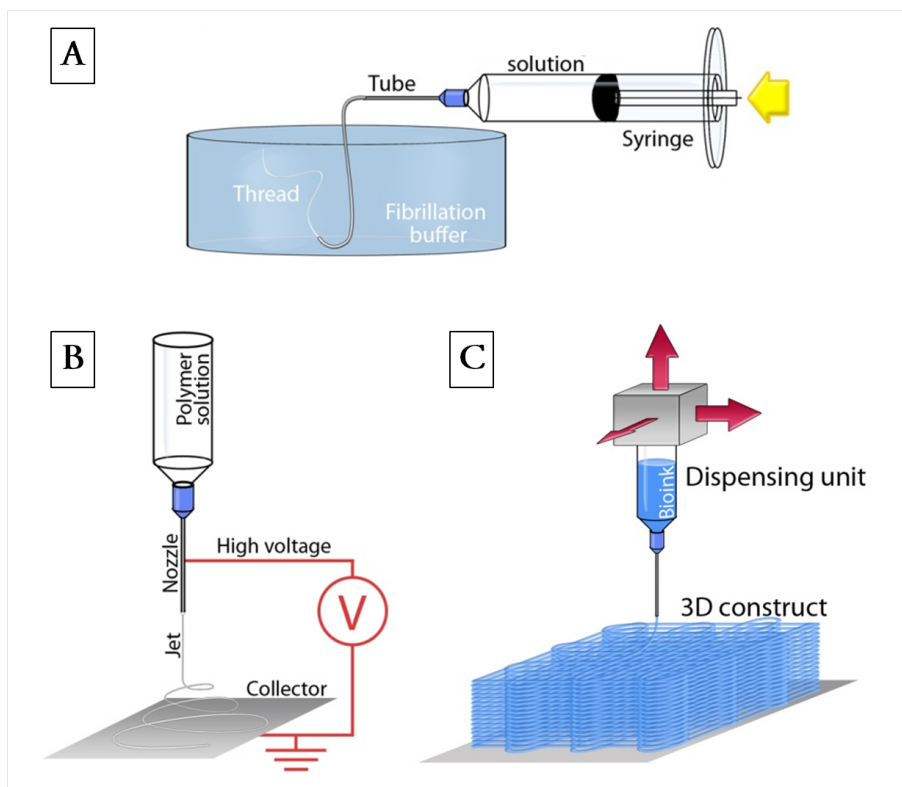 A
solution
Tube
Syringe
Thread
Fibrillation
buffer
B
Polymer
solution
Nozzle
High voltage
V
Jet
Collector
C
Bioink
Dispensing unit
3D construct